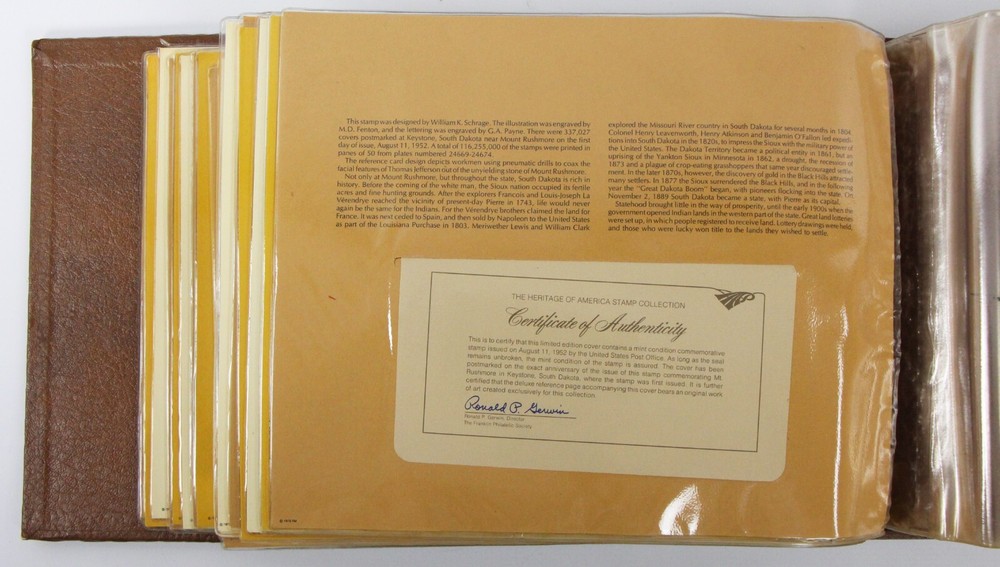 This stamp was designed by William K. Schrage. The illustration was engraved by
M.D. Fenton, and the lettering was engraved by G.A. Payne. There were 337,027
covers postmarked at Keystone, South Dakota near Mount Rushmore on the first
day of issue, August 11, 1952. A total of 116,255,000 of the stamps were printed in
panes of 50 from plates numbered 24669-24674.
The reference card design depicts workmen using pneumatic drills to coax the
facial features of Thomas Jefferson out of the unyielding stone of Mount Rushmore.
Not only at Mount Rushmore, but throughout the state, South Dakota is rich in
history. Before the coming of the white man, the Sioux nation occupied its fertile
acres and fine hunting grounds. After the explorers Francois and Louis-Joseph La
Vérendrye reached the vicinity of present-day Pierre in 1743, life would never
again be the same for the Indians. For the Vérendrye brothers claimed the land for
France. It was next ceded to Spain, and then sold by Napoleon to the United States
as part of the Louisiana Purchase in 1803. Meriwether Lewis and William Clark
explored the Missouri River country in South Dakota for several months in 1804.
Colonel Henry Leavenworth, Henry Atkinson and Benjamin O'Fallon led expedi-
tions into South Dakota in the 1820s, to impress the Sioux with the military power of
the United States. The Dakota Territory became a political entity in 1861, but an
uprising of the Yankton Sioux in Minnesota in 1862, a drought, the recession of
1873 and a plague of crop-eating grasshoppers that same year discouraged settle-
ment. In the later 1870s, however, the discovery of gold in the Black Hills attracted
many settlers. In 1877 the Sioux surrendered the Black Hills, and in the following
year the "Great Dakota Boom" began, with pioneers flocking into the state. On
November 2, 1889 South Dakota became a state, with Pierre as its capital.
Statehood brought little in the way of prosperity, until the early 1900s when the
government opened Indian lands in the western part of the state. Great land lotteries
were set up, in which people registered to receive land. Lottery drawings were held,
and those who were lucky won title to the lands they wished to settle.
THE HERITAGE OF AMERICA STAMP COLLECTION
Certificate of Authenticity
This is to certify that this limited edition cover contains a mint condition commemorative
stamp issued on August 11, 1952 by the United States Post Office. As long as the seal
remains unbroken, the mint condition of the stamp is assured. The cover has been
postmarked on the exact anniversary of the issue of this stamp commemorating Mt.
Rushmore in Keystone, South Dakota, where the stamp was first issued. It is further
certified that the deluxe reference page accompanying this cover bears an original work
of art created exclusively for this collection.
Ronald P. Gerwin
Ronald P. Gerwin, Director
The Franklin Philatelic Society